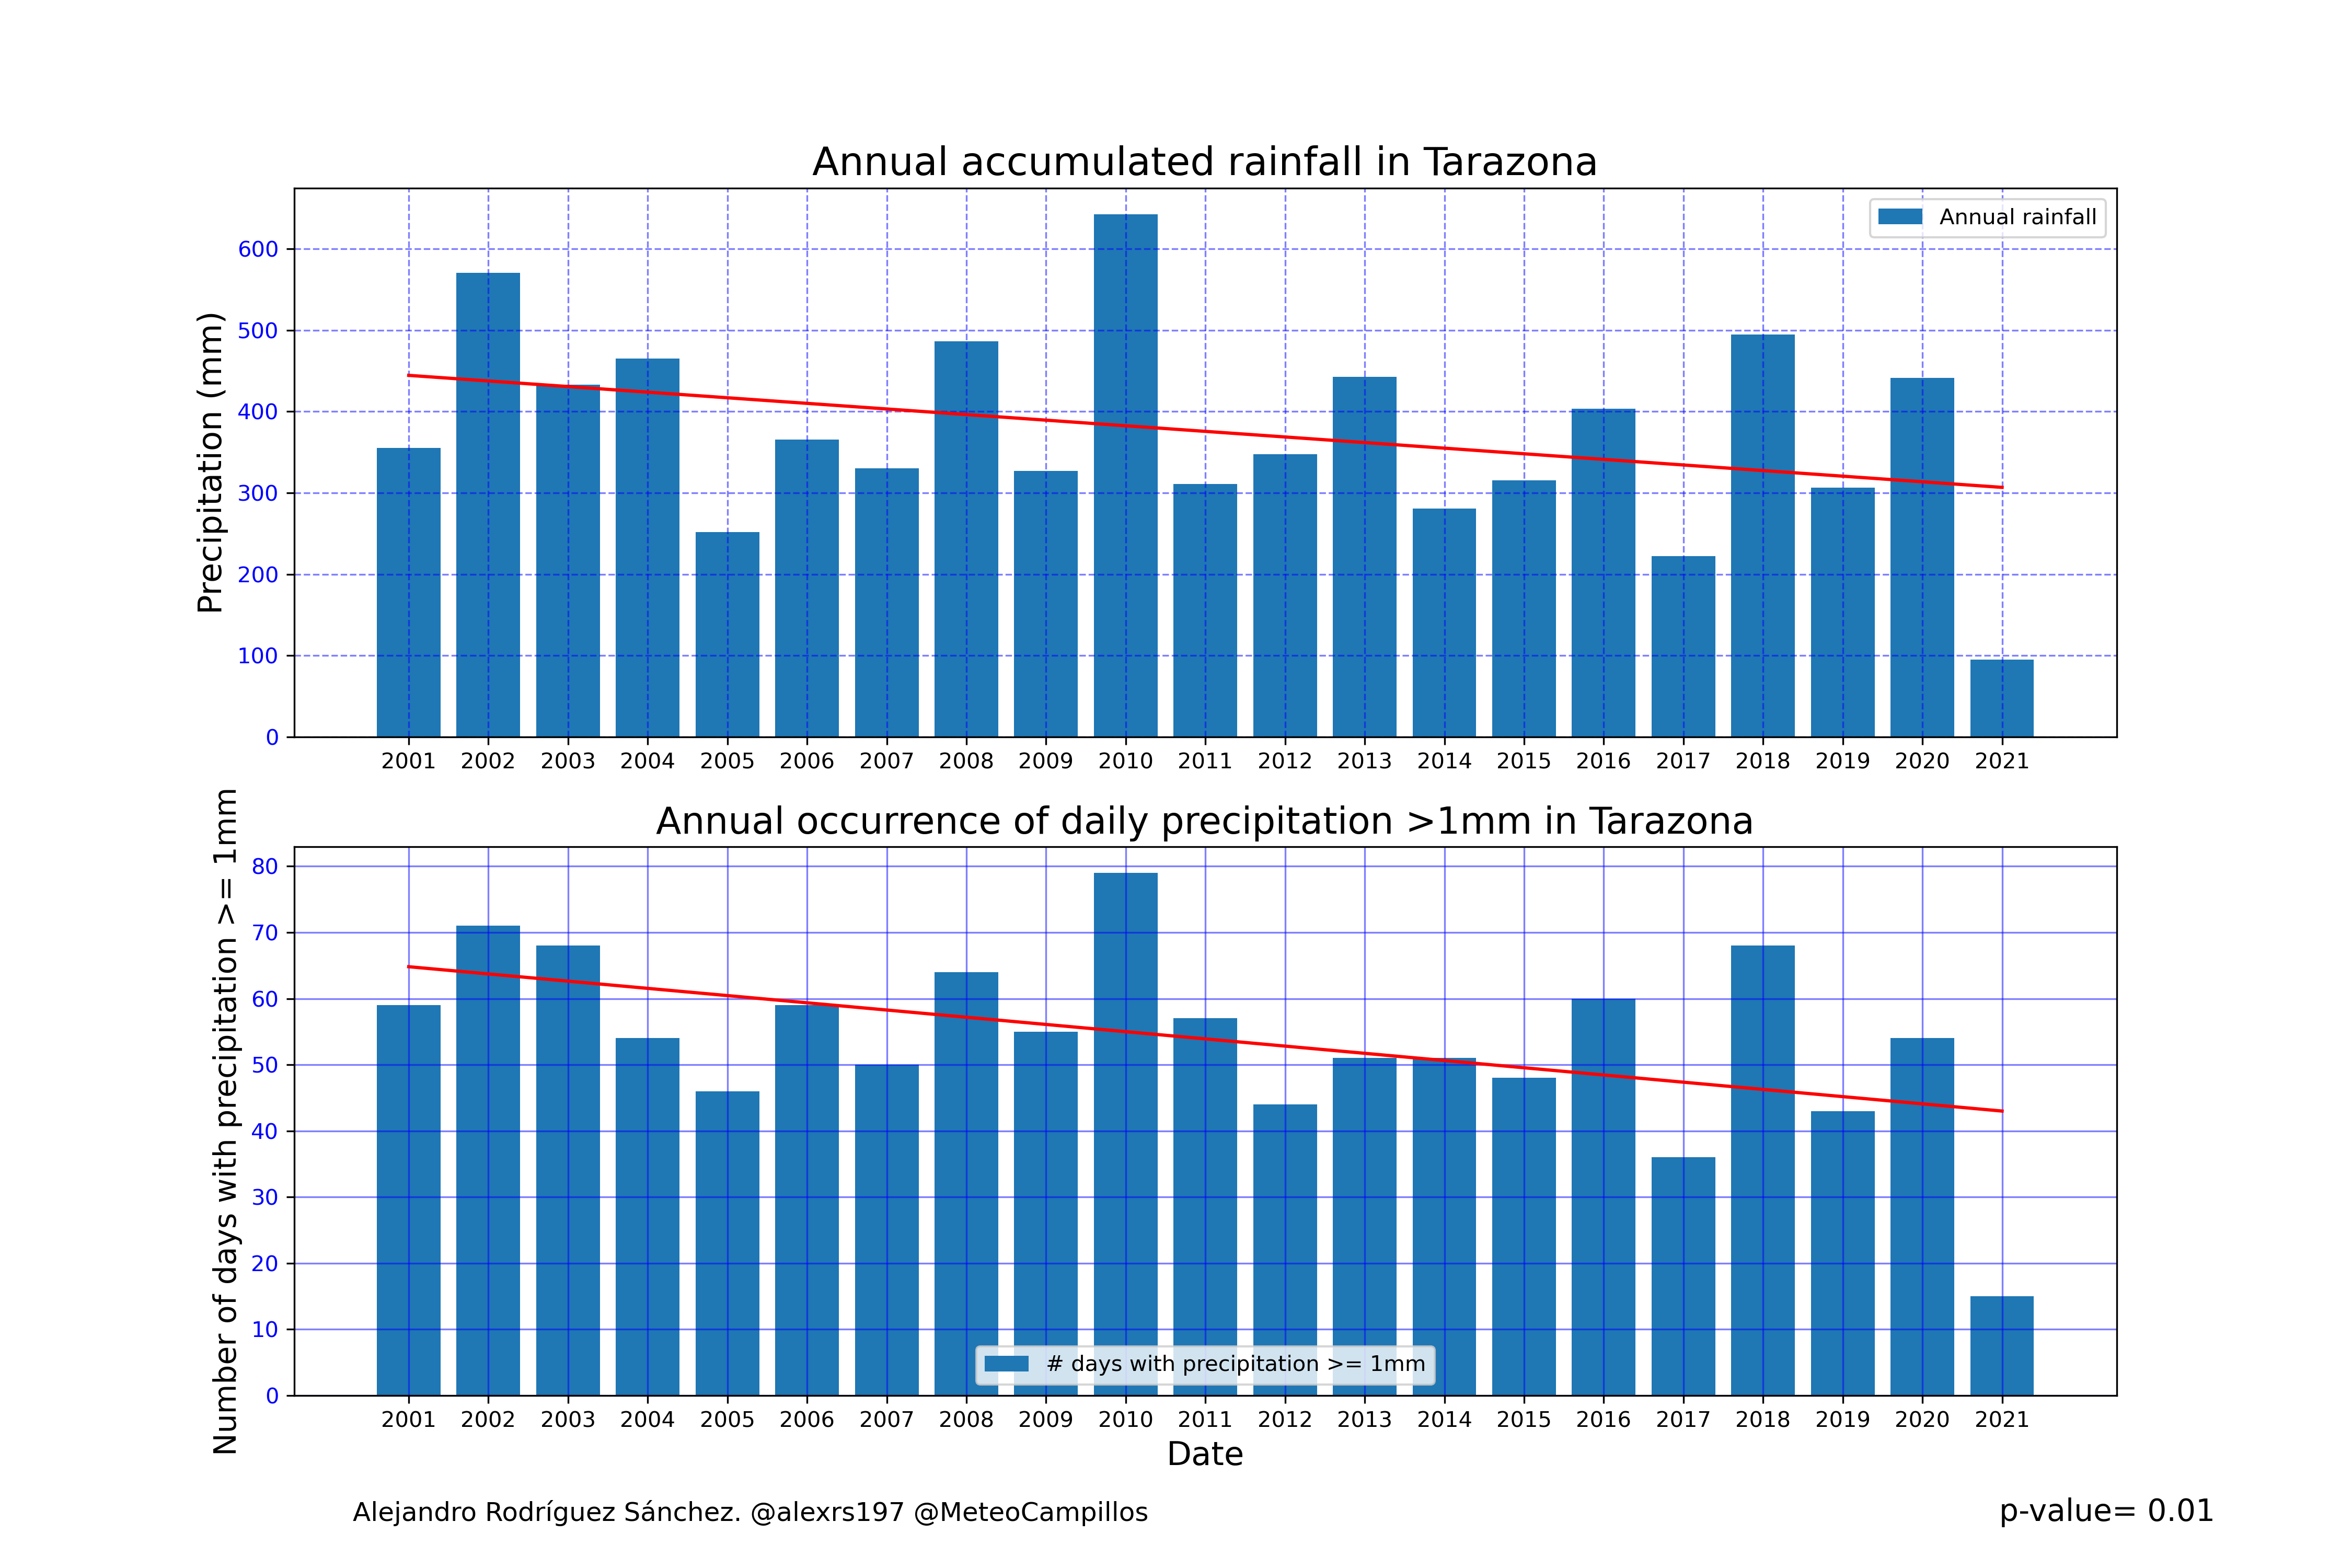 Annual accumulated rainfall in Tarazona
Precipitation (mm)
600
500
400
300
200
100
0
Annual rainfall
2001 2002 2003 2004 2005 2006 2007 2008 2009 2010 2011 2012 2013 2014 2015 2016 2017 2018 2019 2020 2021
Annual occurrence of daily precipitation >1mm in Tarazona
Number of days with precipitation >= 1mm
80
70
60
50
40
30
20
10
0
# days with precipitation >= 1mm
2001 2002 2003 2004 2005 2006 2007 2008 2009 2010 2011 2012 2013 2014 2015 2016 2017 2018 2019 2020 2021
Date
Alejandro Rodríguez Sánchez. @alexrs197 @MeteoCampillos
p-value= 0.01